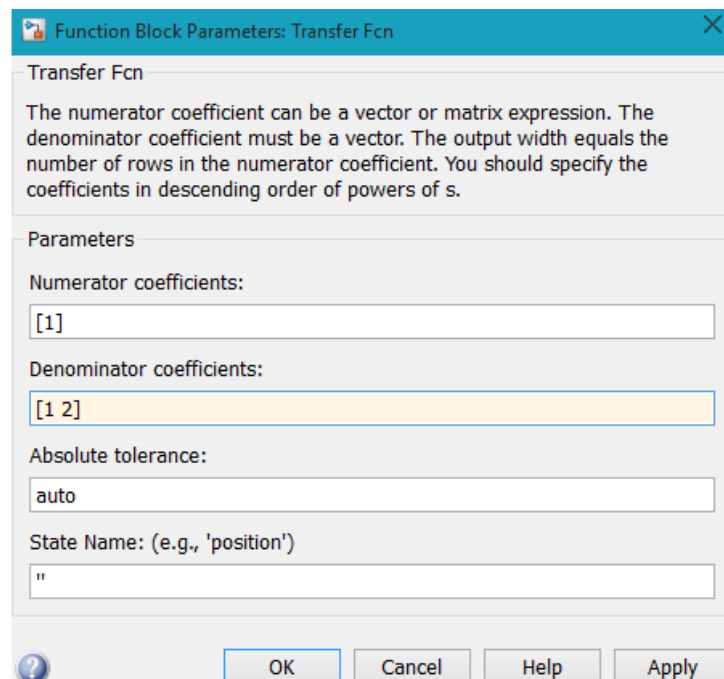 Function Block Parameters: Transfer Fcn
Transfer Fcn
The numerator coefficient can be a vector or matrix expression. The
denominator coefficient must be a vector. The output width equals the
number of rows in the numerator coefficient. You should specify the
coefficients in descending order of powers of s.
Parameters
Numerator coefficients:
[1]
Denominator coefficients:
[1 2]
Absolute tolerance:
auto
State Name: (e.g., 'position')
''
OK Cancel Help Apply